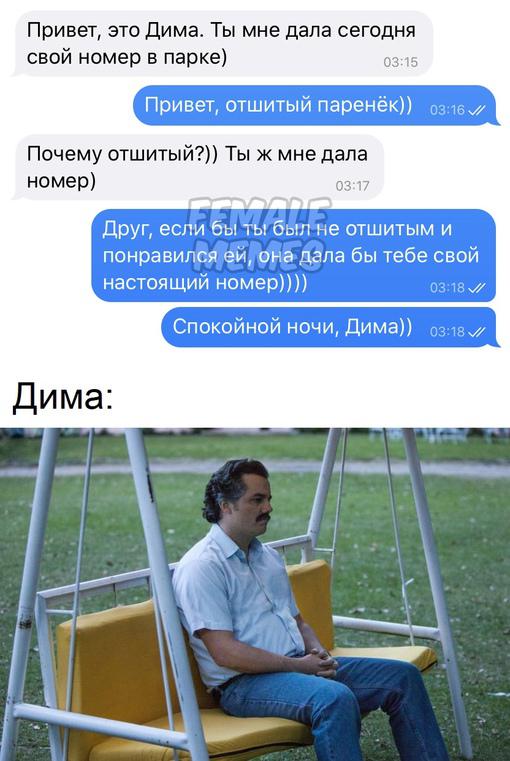 Привет, это Дима. Ты мне дала сегодня
свой номер в парке)
03:15
Привет, отшитый паренёк))
03:16
Почему отшитый?)) Ты ж мне дала
номер)
03:17
FEMALE
MEMES
Друг, если бы ты был не отшитым и
понравился ей, она дала бы тебе свой
настоящий номер))))
03:18
Спокойной ночи, Дима))
03:18
Дима: